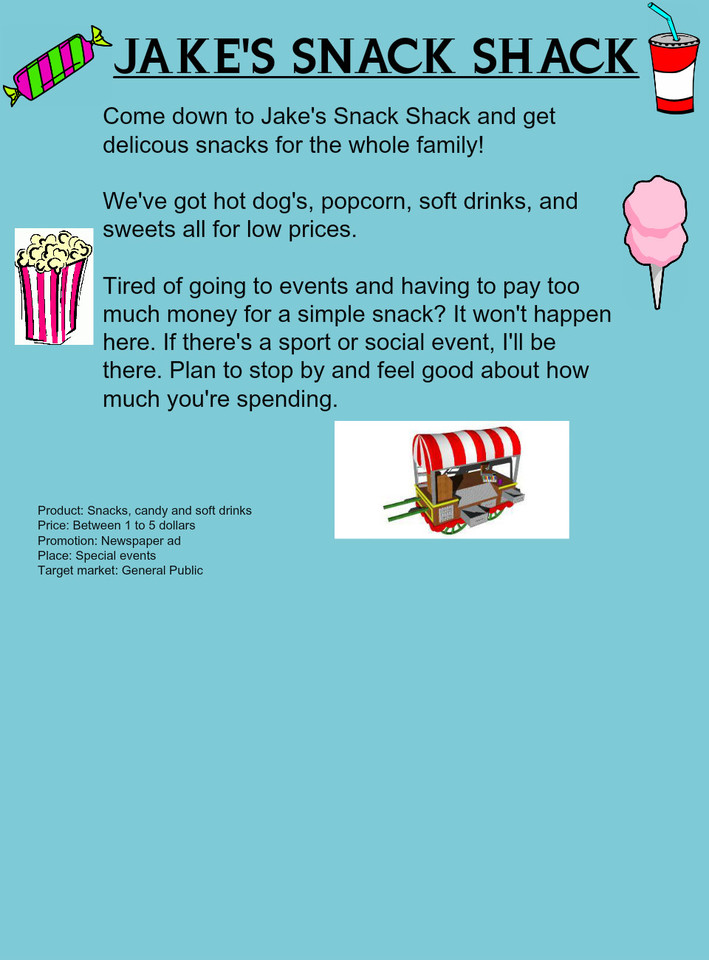 JAKE'S SNACK SHACK
Come down to Jake's Snack Shack and get
delicous snacks for the whole family!
We've got hot dog's, popcorn, soft drinks, and
sweets all for low prices.
Tired of going to events and having to pay too
much money for a simple snack? It won't happen
here. If there's a sport or social event, I'll be
there. Plan to stop by and feel good about how
much you're spending.
Product: Snacks, candy and soft drinks
Price: Between 1 to 5 dollars
Promotion: Newspaper ad
Place: Special events
Target market: General Public